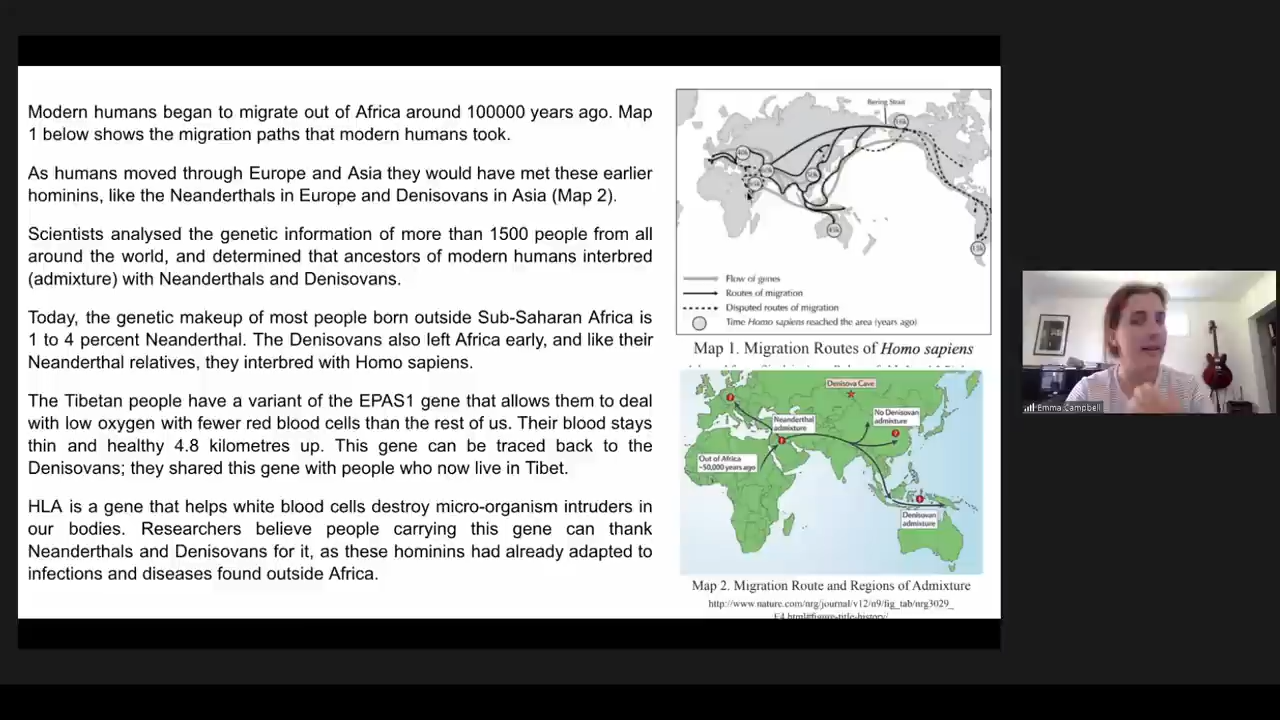 Modern humans began to migrate out of Africa around 100000 years ago. Map
1 below shows the migration paths that modern humans took.
As humans moved through Europe and Asia they would have met these earlier
hominins, like the Neanderthals in Europe and Denisovans in Asia (Map 2).
Scientists analysed the genetic information of more than 1500 people from all
around the world, and determined that ancestors of modern humans interbred
(admixture) with Neanderthals and Denisovans.
Today, the genetic makeup of most people born outside Sub-Saharan Africa is
1 to 4 percent Neanderthal. The Denisovans also left Africa early, and like their
Neanderthal relatives, they interbred with Homo sapiens.
The Tibetan people have a variant of the EPAS1 gene that allows them to deal
with low oxygen with fewer red blood cells than the rest of us. Their blood stays
thin and healthy 4.8 kilometres up. This gene can be traced back to the
Denisovans; they shared this gene with people who now live in Tibet.
HLA is a gene that helps white blood cells destroy micro-organism intruders in
our bodies. Researchers believe people carrying this gene can thank
Neanderthals and Denisovans for it, as these hominins had already adapted to
infections and diseases found outside Africa.
Bering Strait
Flow of genes
Routes of migration
Disputed routes of migration
Time Homo sapiens reached the area (years ago)
Map 1. Migration Routes of Homo sapiens
Denisova Cave
No Denisovan
admixture
Neanderthal
admixture
Out of Africa
~50,000 years ago
Denisovan
admixture
Map 2. Migration Route and Regions of Admixture
http://www.nature.com/nrg/journal/v12/n9/fig_tab/nrg3029_
F4.html#figure-title-history/
Emma Campbell